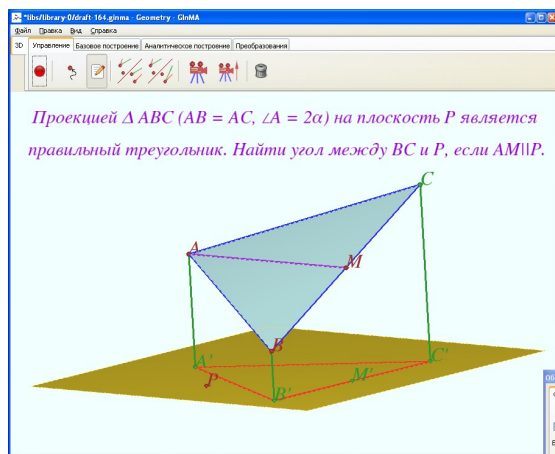 *libs/library-0/draft-164.glnma - Geometry - GInMA
Файл Правка Вид Справка
3D Управление Базовое построение Аналитическое построение Преобразования
Проекцией Δ ABC (AB = AC, ∠A = 2α) на плоскость P является
правильный треугольник. Найти угол между BC и P, если AM||P.
C
A
M
B
A'
C'
P
M'
B'